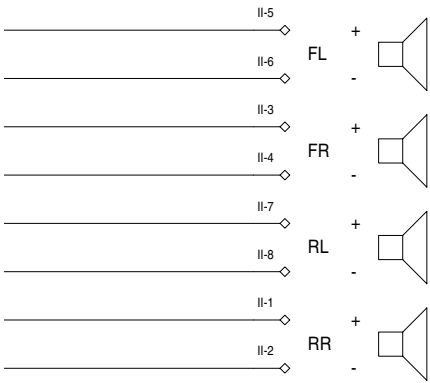 II-5
+
FL
II-6
-
II-3
+
FR
II-4
-
II-7
+
RL
II-8
-
II-1
+
RR
II-2
-